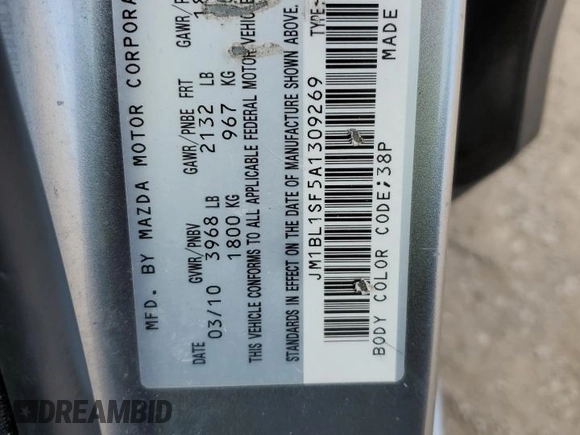 MFD. BY MAZDA MOTOR CORPORA
DATE GVWR/PNBV GAWR/PNBE FRT GAWR/P
03/10 3968 LB 2132 LB
1800 KG 967 KG
THIS VEHICLE CONFORMS TO ALL APPLICABLE FEDERAL MOTOR VEHICLE
STANDARDS IN EFFECT ON THE DATE OF MANUFACTURE SHOWN ABOVE.
JM1BL1SF5A1309269 TYPE:
BODY COLOR CODE;38P MADE
DREAMBID